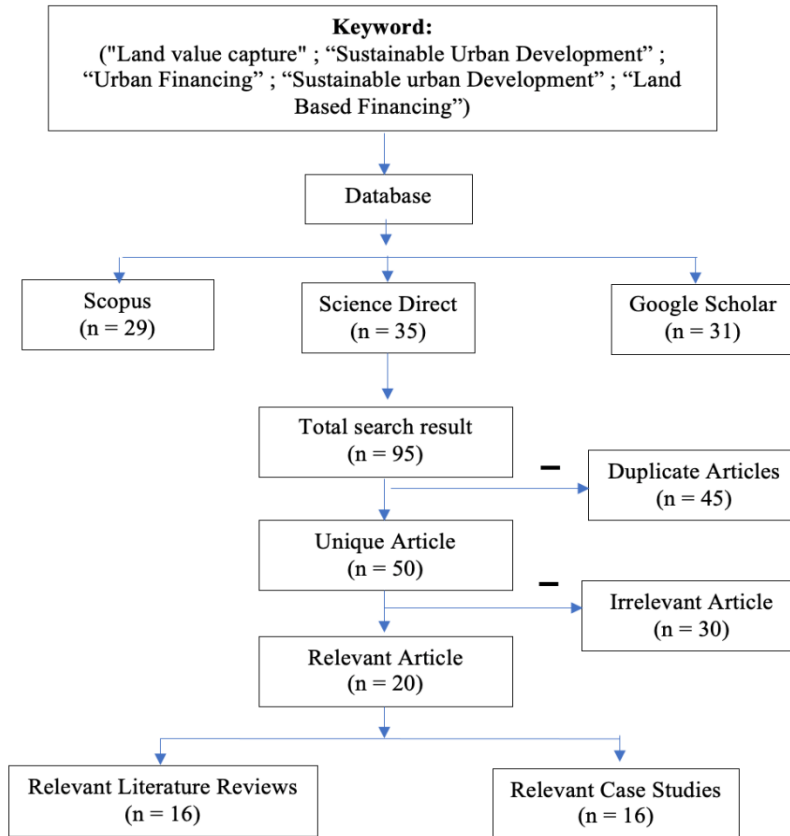 Keyword:
("Land value capture" ; “Sustainable Urban Development” ;
“Urban Financing” ; “Sustainable urban Development” ; “Land
Based Financing”)
Database
Scopus
(n = 29)
Science Direct
(n = 35)
Google Scholar
(n = 31)
Total search result
(n = 95)
Duplicate Articles
(n = 45)
Unique Article
(n = 50)
Irrelevant Article
(n = 30)
Relevant Article
(n = 20)
Relevant Literature Reviews
(n = 16)
Relevant Case Studies
(n = 16)